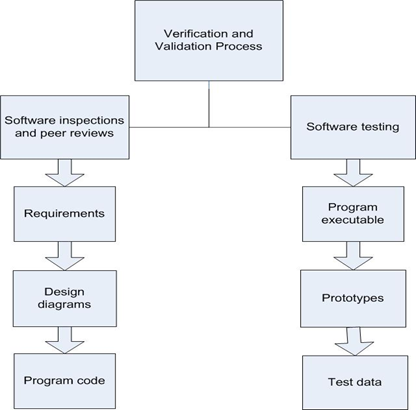 Verification and
Validation Process
Software inspections
and peer reviews
Software testing
Requirements
Program
executable
Design
diagrams
Prototypes
Program code
Test data